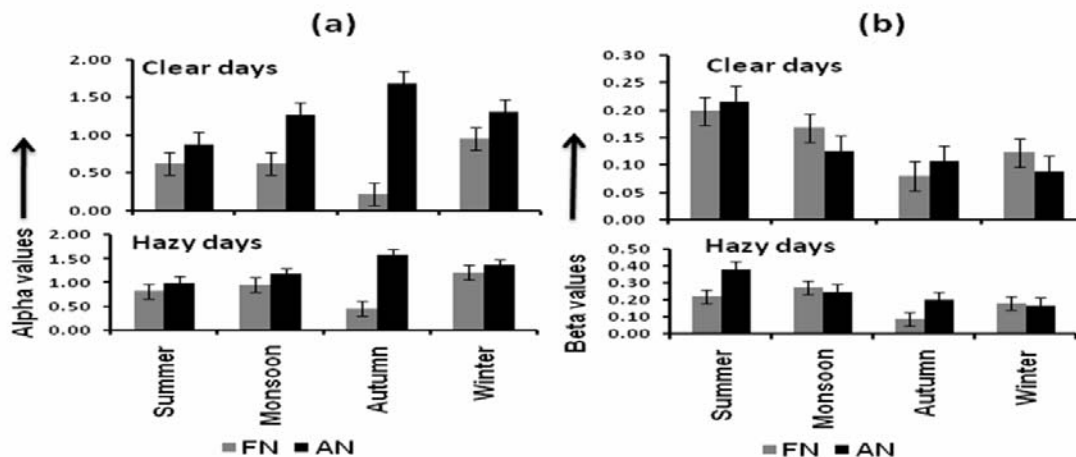 (a)
Alpha values
Clear days
2.00
1.50
1.00
0.50
0.00
Hazy days
2.00
1.50
1.00
0.50
0.00
Summer
Monsoon
Autumn
Winter
FN AN
(b)
Beta values
Clear days
0.30
0.25
0.20
0.15
0.10
0.05
0.00
Hazy days
0.50
0.40
0.30
0.20
0.10
0.00
Summer
Monsoon
Autumn
Winter
FN AN